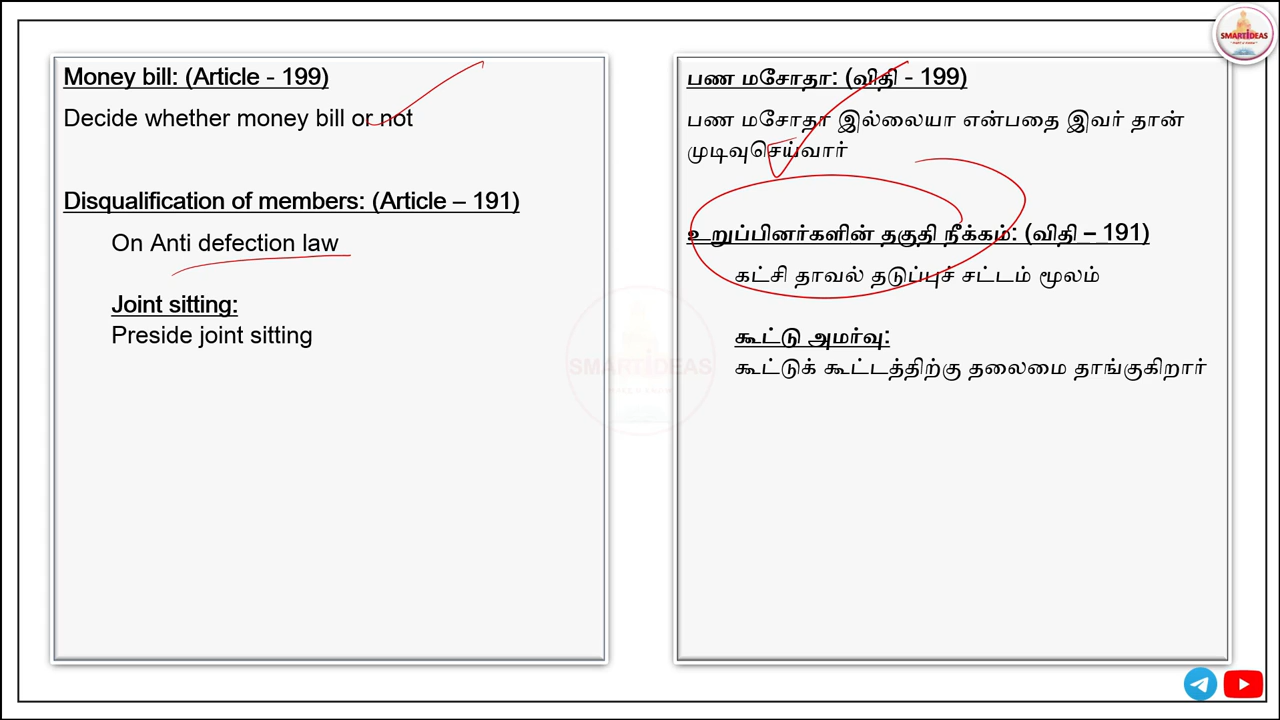 SMARTIDEAS
Money bill: (Article - 199)
Decide whether money bill or not
Disqualification of members: (Article – 191)
On Anti defection law
Joint sitting:
Preside joint sitting
பண மசோதா: (விதி - 199)
பண மசோதா இல்லையா என்பதை இவர் தான்
முடிவுசெய்வார்
உறுப்பினர்களின் தகுதி நீக்கம்: (விதி – 191)
கட்சி தாவல் தடுப்புச் சட்டம் மூலம்
கூட்டு அமர்வு:
கூட்டுக் கூட்டத்திற்கு தலைமை தாங்குகிறார்
SMARTIDEAS